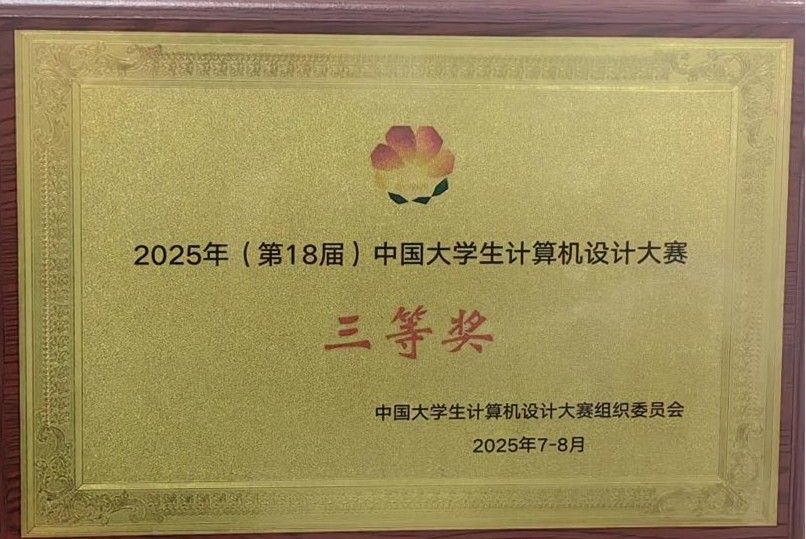 2025年（第18届）中国大学生计算机设计大赛
三等奖
中国大学生计算机设计大赛组织委员会
2025年7-8月